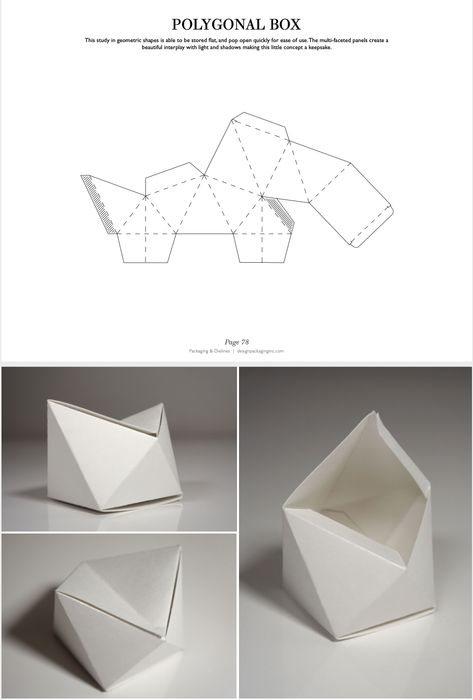 POLYGONAL BOX
This study in geometric shapes is able to be stored flat, and pop open quickly for ease of use. The multi-faceted panels create a
beautiful interplay with light and shadows making this little concept a keepsake.
Page 78
Packaging & Dielines | designpackaginginc.com